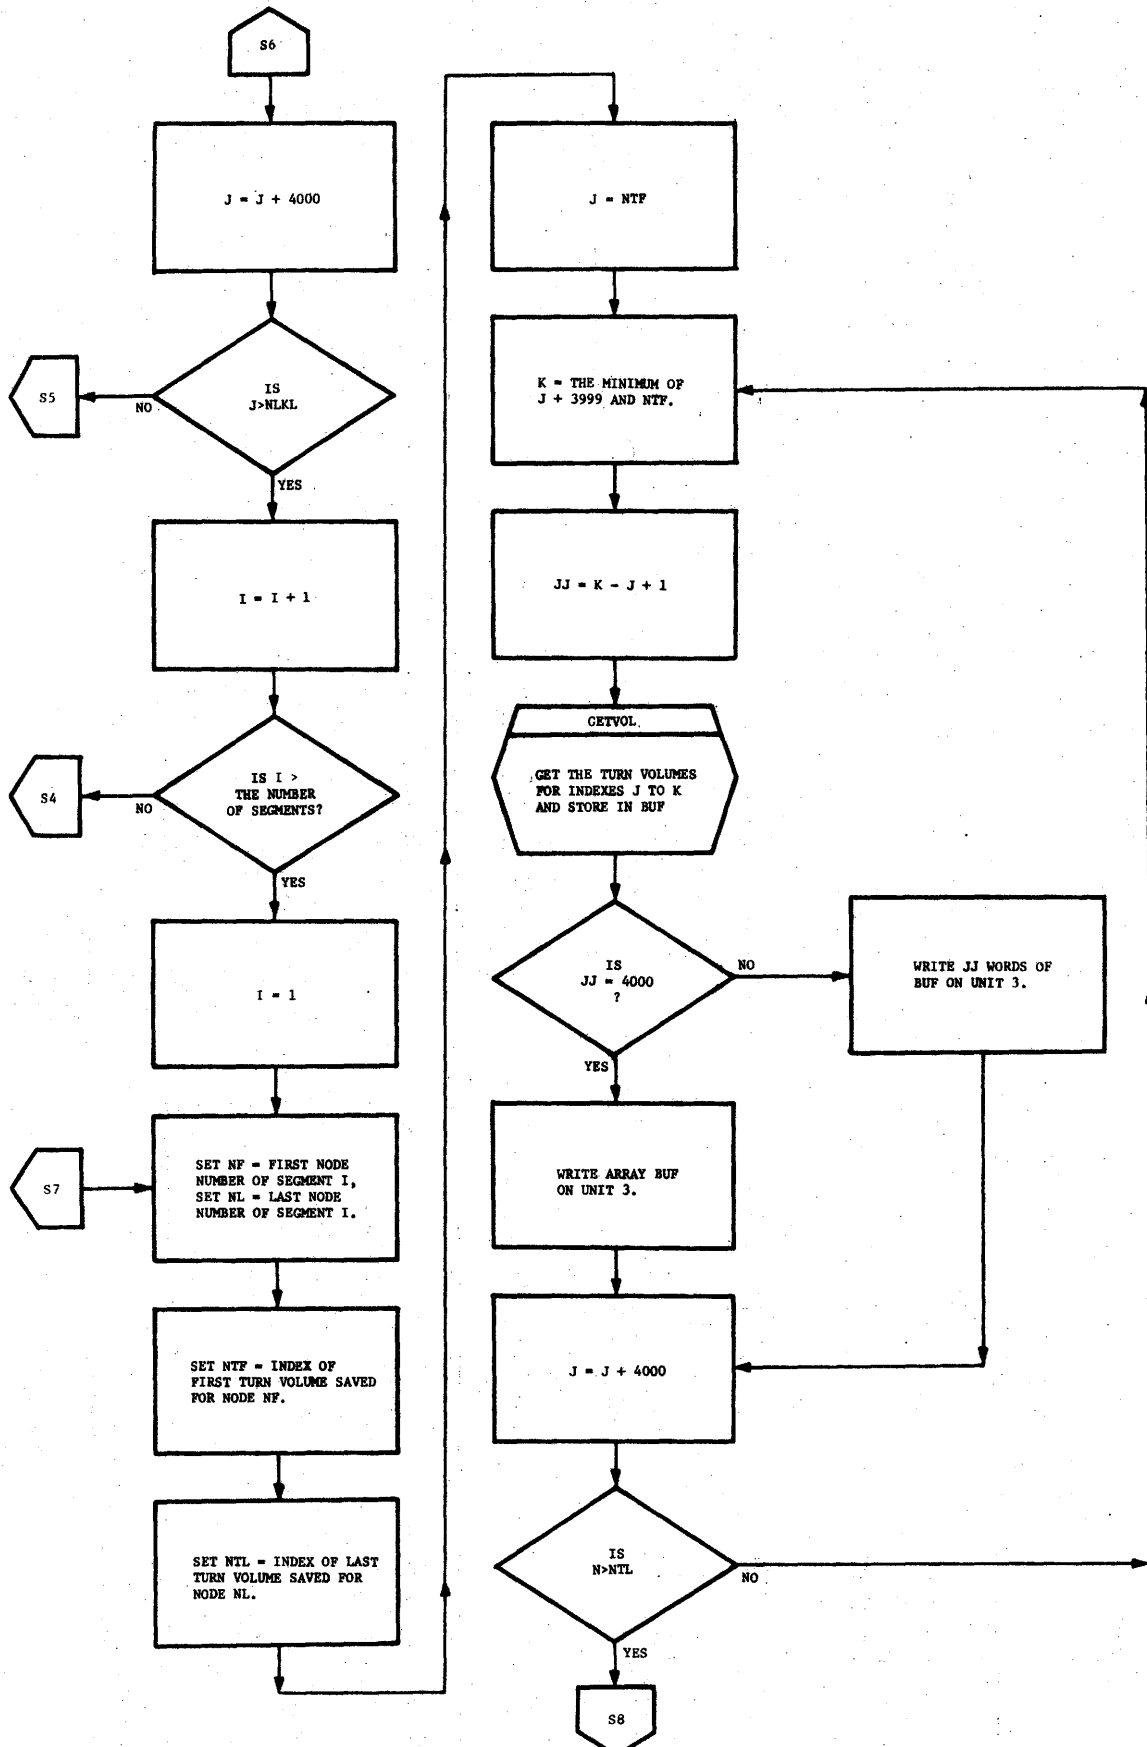 S6
J = J + 4000
IS
J>NLKL
NO
S5
YES
I = I + 1
IS I >
THE NUMBER
OF SEGMENTS?
NO
S4
YES
I = 1
S7
SET NF = FIRST NODE
NUMBER OF SEGMENT I,
SET NL = LAST NODE
NUMBER OF SEGMENT I.
SET NTF = INDEX OF
FIRST TURN VOLUME SAVED
FOR NODE NF.
SET NTL = INDEX OF LAST
TURN VOLUME SAVED FOR
NODE NL.
J = NTF
K = THE MINIMUM OF
J + 3999 AND NTF.
JJ = K - J + 1
GETVOL
GET THE TURN VOLUMES
FOR INDEXES J TO K
AND STORE IN BUF
IS
JJ = 4000
?
NO
WRITE JJ WORDS OF
BUF ON UNIT 3.
YES
WRITE ARRAY BUF
ON UNIT 3.
J = J + 4000
IS
N>NTL
NO
YES
S8